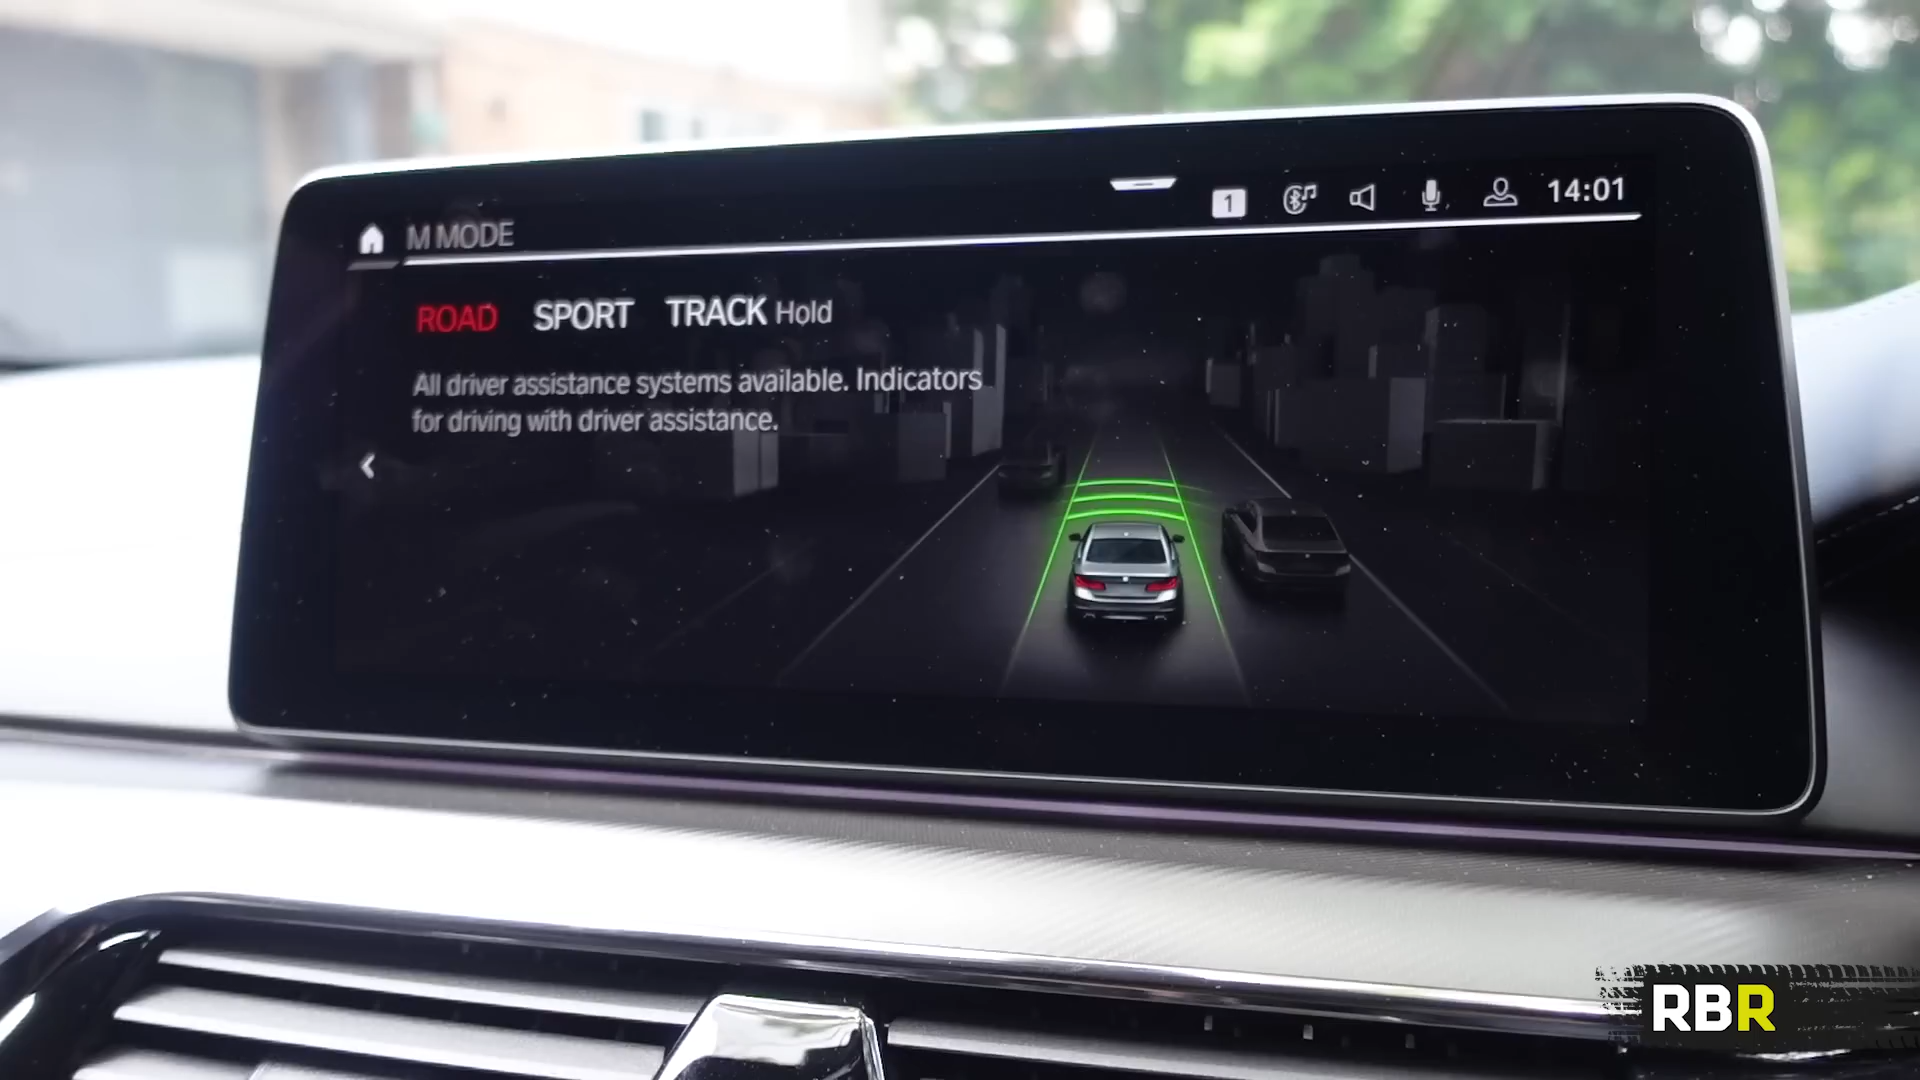 M MODE
1
14:01
ROAD SPORT TRACK Hold
All driver assistance systems available. Indicators
for driving with driver assistance.
RBR